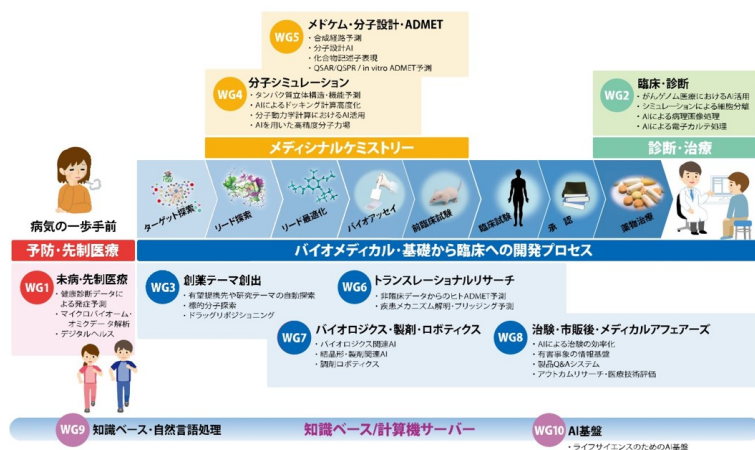 WG5
メドケム・分子設計・ADMET
・合成経路予測
・分子設計AI
・化合物記述子表現
・QSAR/QSPR / in vitro ADMET予測
WG4
分子シミュレーション
・タンパク質立体構造・機能予測
・AIによるドッキング計算高度化
・分子動力学計算におけるAI活用
・AIを用いた高精度分子力場
WG2
臨床・診断
・がんゲノム医療におけるAI活用
・シミュレーションによる細胞分離
・AIによる病理画像処理
・AIによる電子カルテ処理
メディシナルケミストリー
診断・治療
病気の一歩手前
ターゲット探索
リード探索
リード最適化
バイオアッセイ
前臨床試験
臨床試験
承認
薬物治療
予防・先制医療
バイオメディカル・基礎から臨床への開発プロセス
WG1
未病・先制医療
・健康診断データに
よる発症予測
・マイクロバイオーム・
オミクデータ解析
・デジタルヘルス
WG3
創薬テーマ創出
・有望提携先や研究テーマの自動探索
・標的分子探索
・ドラッグリポジショニング
WG6
トランスレーショナルリサーチ
・非臨床データからのヒトADMET予測
・疾患メカニズム解明・ブリッジング予測
WG7
バイオロジクス・製剤・ロボティクス
・バイオロジクス関連AI
・結晶形・製剤関連AI
・調剤ロボティクス
WG8
治験・市販後・メディカルアフェアーズ
・AIによる治験の効率化
・有害事象の情報基盤
・製品Q&Aシステム
・アウトカムリサーチ・医療技術評価
WG9
知識ベース・自然言語処理
知識ベース/計算機サーバー
WG10
AI基盤
・ライフサイエンスのためのAI基盤